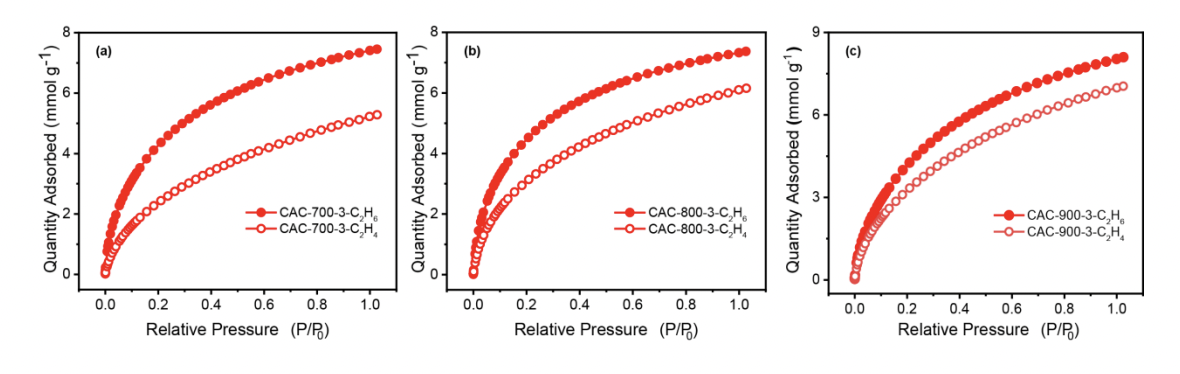 Quantity Adsorbed (mmol g⁻¹)
8
6
4
2
0
(a)
CAC-700-3-C₂H₆
CAC-700-3-C₂H₄
0.0 0.2 0.4 0.6 0.8 1.0
Relative Pressure (P/P₀)
Quantity Adsorbed (mmol g⁻¹)
8
6
4
2
0
(b)
CAC-800-3-C₂H₆
CAC-800-3-C₂H₄
0.0 0.2 0.4 0.6 0.8 1.0
Relative Pressure (P/P₀)
Quantity Adsorbed (mmol g⁻¹)
9
6
3
0
(c)
CAC-900-3-C₂H₆
CAC-900-3-C₂H₄
0.0 0.2 0.4 0.6 0.8 1.0
Relative Pressure (P/P₀)